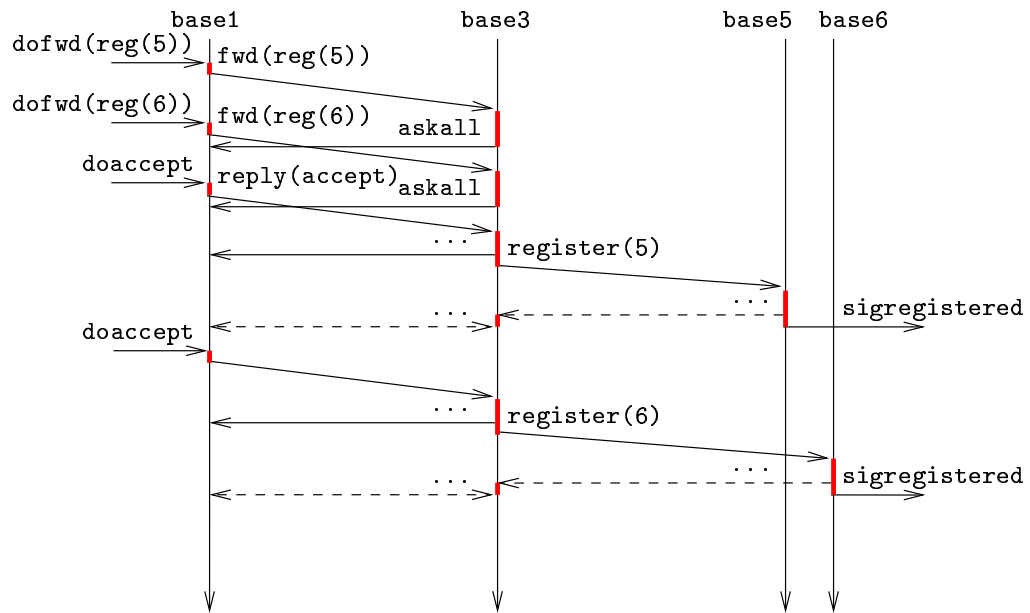 base1 base3 base5 base6
dofwd(reg(5)) fwd(reg(5))
dofwd(reg(6)) fwd(reg(6))
askall
doaccept reply(accept) askall
... register(5)
...
... sigregistered
doaccept
... register(6)
...
... sigregistered